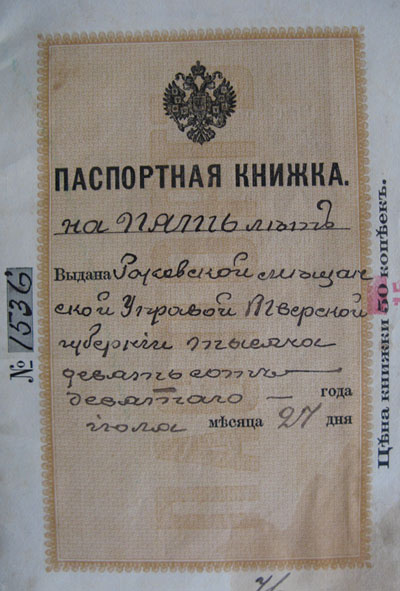 ПАСПОРТНАЯ КНИЖКА.
на пять лѣтъ
Выдана Ржевской мѣщан
ской Управой Тверской
губерніи тысяча
девятьсотъ
девятаго — года
іюля мѣсяца 27 дня
№ 1536
Цѣна книжки 50 копѣекъ.
15